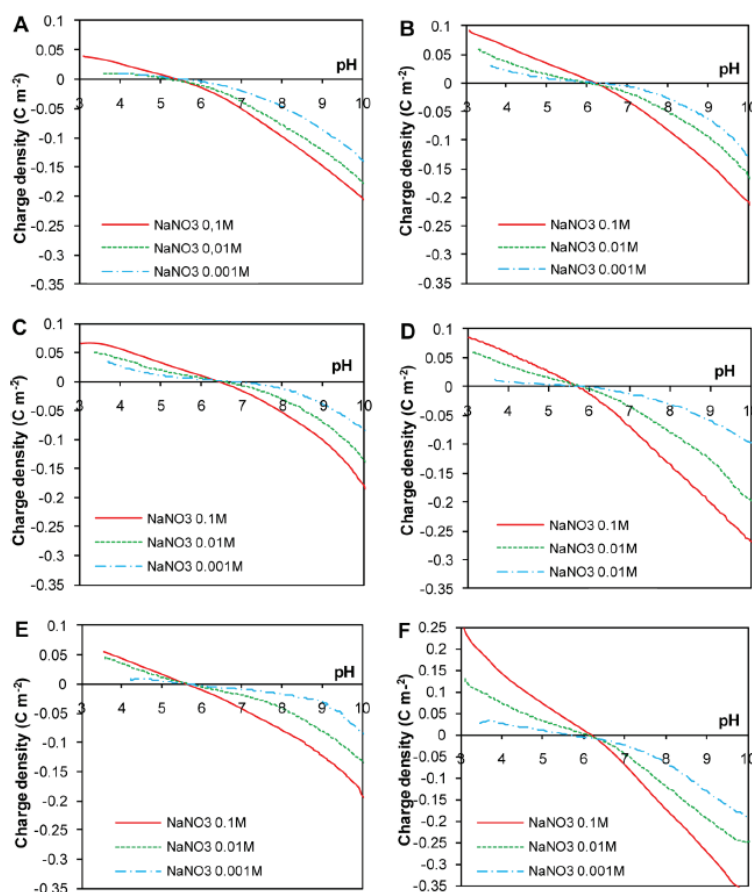 A
0.1
0.05
0
-0.05
-0.1
-0.15
-0.2
-0.25
-0.3
-0.35
Charge density (C m⁻²)
pH
3 4 5 6 7 8 9 10
NaNO3 0,1M
NaNO3 0,01M
NaNO3 0.001M
B
0.1
0.05
0
-0.05
-0.1
-0.15
-0.2
-0.25
-0.3
-0.35
Charge density (C m⁻²)
pH
3 4 5 6 7 8 9 10
NaNO3 0.1M
NaNO3 0.01M
NaNO3 0.001M
C
0.1
0.05
0
-0.05
-0.1
-0.15
-0.2
-0.25
-0.3
-0.35
Charge density (C m⁻²)
pH
3 4 5 6 7 8 9 10
NaNO3 0.1M
NaNO3 0.01M
NaNO3 0.001M
D
0.1
0.05
0
-0.05
-0.1
-0.15
-0.2
-0.25
-0.3
-0.35
Charge density (C m⁻²)
pH
3 4 5 6 7 8 9 10
NaNO3 0.1M
NaNO3 0.01M
NaNO3 0.01M
E
0.1
0.05
0
-0.05
-0.1
-0.15
-0.2
-0.25
-0.3
-0.35
Charge density (C m⁻²)
pH
3 4 5 6 7 8 9 10
NaNO3 0.1M
NaNO3 0.01M
NaNO3 0.001M
F
0.25
0.2
0.15
0.1
0.05
0
-0.05
-0.1
-0.15
-0.2
-0.25
-0.3
-0.35
Charge density (C m⁻²)
pH
3 4 5 6 7 8 9 10
NaNO3 0.1M
NaNO3 0.01M
NaNO3 0.001M